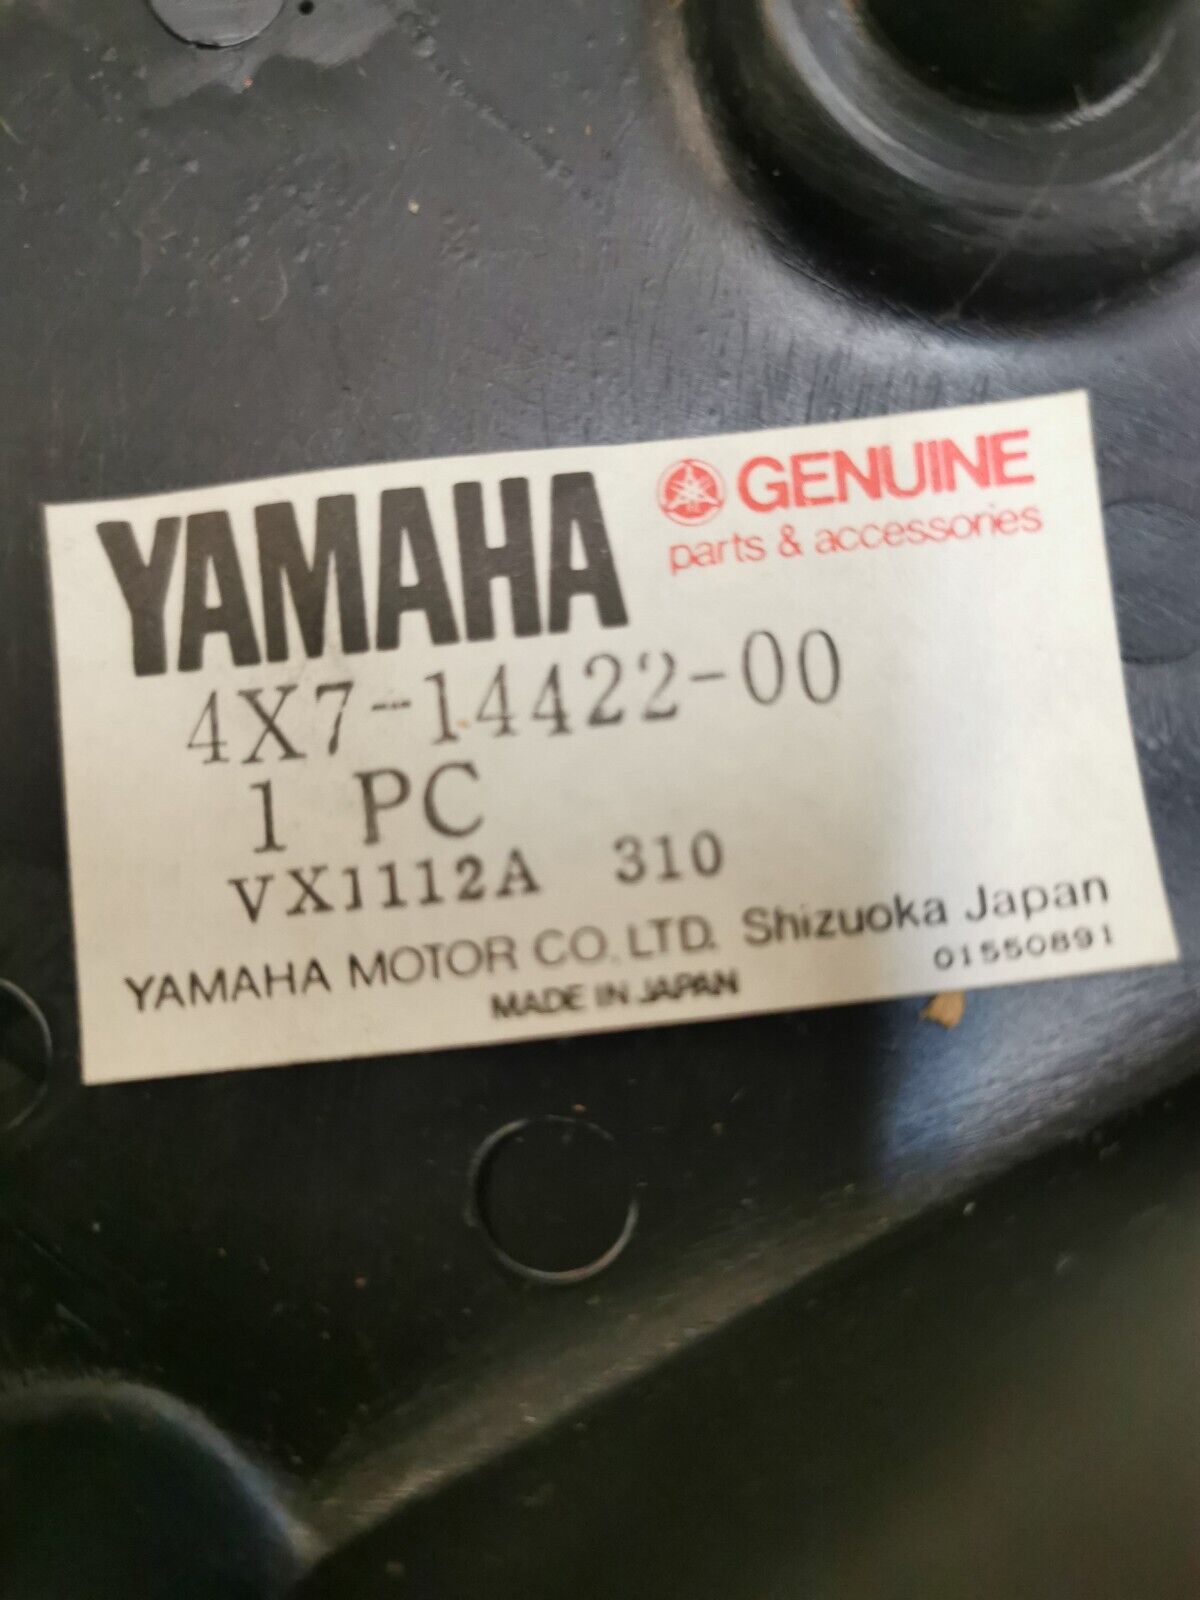 YAMAHA GENUINE
parts & accessories
4X7-14422-00
1 PC
VX1112A 310
YAMAHA MOTOR CO., LTD. Shizuoka Japan
MADE IN JAPAN 01550891